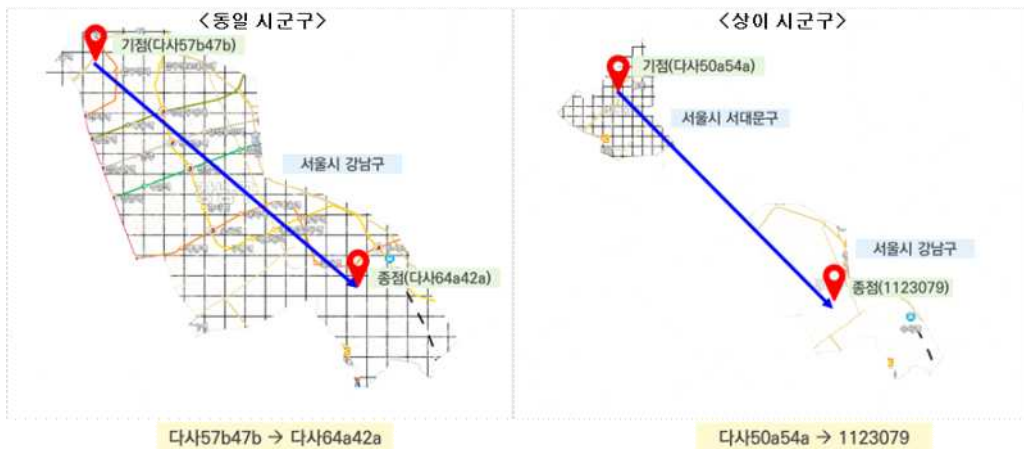 <동일 시군구>
기점(다사57b47b)
서울시 강남구
종점(다사64a42a)
다사57b47b → 다사64a42a
<상이 시군구>
기점(다사50a54a)
서울시 서대문구
서울시 강남구
종점(1123079)
다사50a54a → 1123079